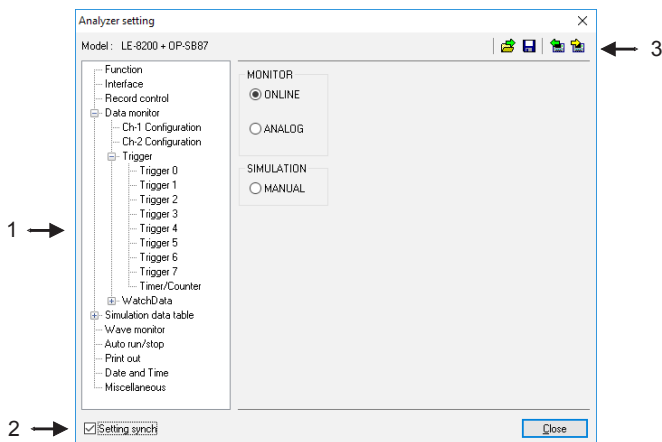 Analyzer setting
Model : LE-8200 + OP-SB87
3
Function
Interface
Record control
Data monitor
Ch-1 Configuration
Ch-2 Configuration
Trigger
Trigger 0
Trigger 1
Trigger 2
Trigger 3
Trigger 4
Trigger 5
Trigger 6
Trigger 7
Timer/Counter
WatchData
Simulation data table
Wave monitor
Auto run/stop
Print out
Date and Time
Miscellaneous
1
MONITOR
ONLINE
ANALOG
SIMULATION
MANUAL
2
Setting synch
Close